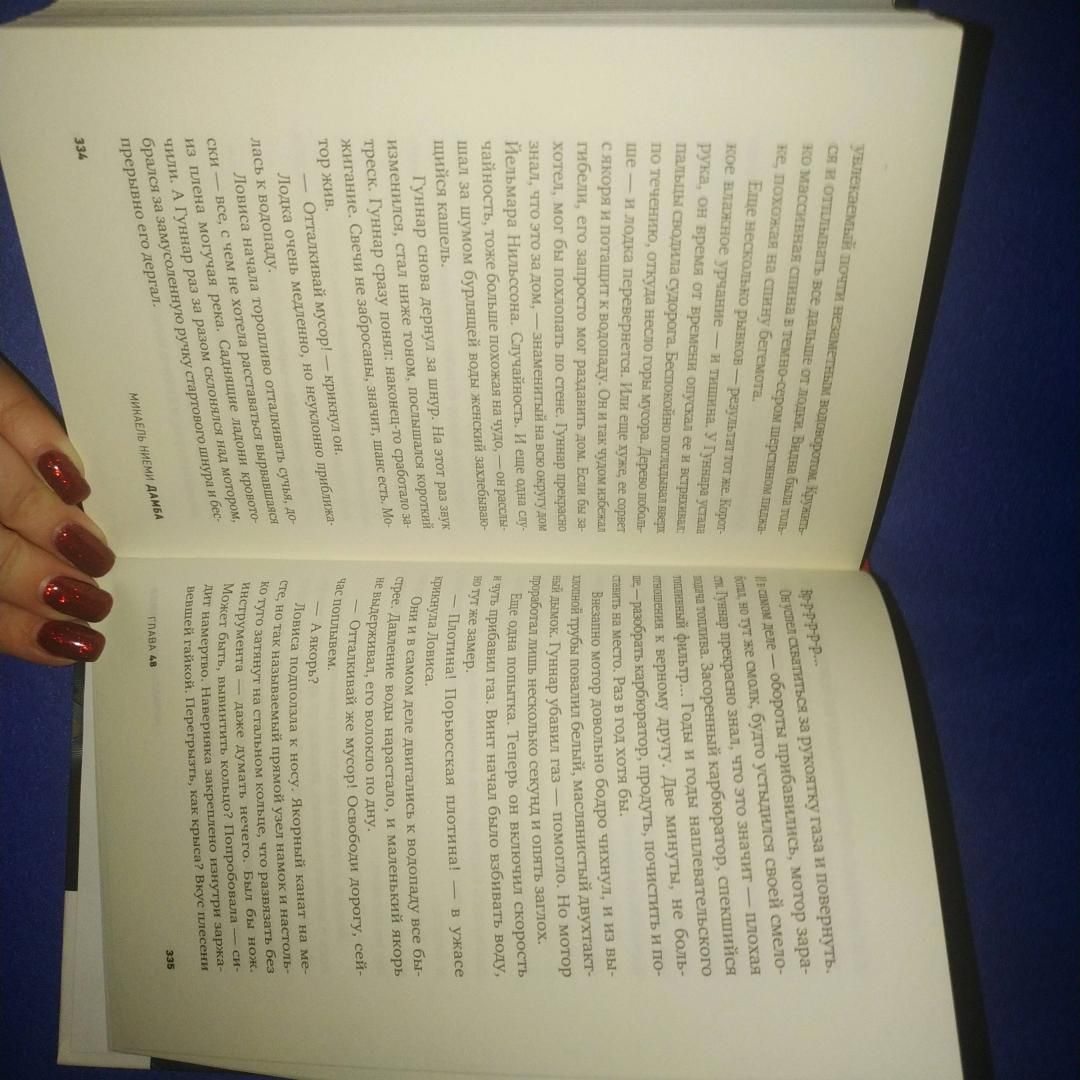 увлекаемый почти незаметным водоворотом. Кружить-
ся и отплывать все дальше от лодки. Видна была толь-
ко массивная спина в темно-сером шерстяном пиджа-
ке, похожая на спину бегемота.
Еще несколько рывков — результат тот же. Корот-
кое влажное урчание — и тишина. У Гуннара устала
рука, он время от времени опускал ее и встряхивал:
пальцы сводила судорога. Беспокойно поглядывал вверх
по течению, откуда несло горы мусора. Дерево поболь-
ше — и лодка перевернется. Или еще хуже, ее сорвет
с якоря и потащит к водопаду. Он и так чудом избежал
гибели, его запросто мог раздавить дом. Если бы за-
хотел, мог бы похлопать по стене. Гуннар прекрасно
знал, что это за дом, — знаменитый на всю округу дом
Йельмара Нильссона. Случайность. И еще одна слу-
чайность, тоже больше похожая на чудо, — он расслы-
шал за шумом бурлящей воды женский захлебываю-
щийся кашель.
Гуннар снова дернул за шнур. На этот раз звук
изменился, стал ниже тоном, послышался короткий
треск. Гуннар сразу понял: наконец-то сработало за-
жигание. Свечи не забросаны, значит, шанс есть. Мо-
тор жив.
— Отталкивай мусор! — крикнул он.
Лодка очень медленно, но неуклонно приближа-
лась к водопаду.
Ловиса начала торопливо отталкивать сучья, до-
ски — все, с чем не хотела расставаться вырвавшаяся
из плена могучая река. Саднящие ладони кровото-
чили. А Гуннар раз за разом склонялся над мотором,
брался за замусоленную ручку стартового шнура и бес-
прерывно его дергал.
334
МИКАЕЛЬ НИЕМИ ДАМБА
Вр-р-р-р-р-р...
Он успел схватиться за рукоятку газа и повернуть.
И в самом деле — обороты прибавились, мотор зара-
ботал, но тут же смолк, будто устыдился своей смело-
сти. Гуннар прекрасно знал, что это значит — плохая
подача топлива. Засоренный карбюратор, спекшийся
топливный фильтр... Годы и годы наплевательского
отношения к верному другу. Две минуты, не боль-
ше, — разобрать карбюратор, продуть, почистить и по-
ставить на место. Раз в год хотя бы.
Внезапно мотор довольно бодро чихнул, и из вы-
хлопной трубы повалил белый, маслянистый двухтакт-
ный дымок. Гуннар убавил газ — помогло. Но мотор
проработал лишь несколько секунд и опять заглох.
Еще одна попытка. Теперь он включил скорость
и чуть прибавил газ. Винт начал было взбивать воду,
но тут же замер.
— Плотина! Порьюсская плотина! — в ужасе
крикнула Ловиса.
Они и в самом деле двигались к водопаду все бы-
стрее. Давление воды нарастало, и маленький якорь
не выдерживал, его волокло по дну.
— Отталкивай же мусор! Освободи дорогу, сей-
час поплывем.
— А якорь?
Ловиса подползла к носу. Якорный канат на ме-
сте, но так называемый прямой узел намок и настоль-
ко туго затянут на стальном кольце, что развязать без
инструмента — даже думать нечего. Был бы нож.
Может быть, вывинтить кольцо? Попробовала — си-
дит намертво. Наверняка закреплено изнутри заржа-
вевшей гайкой. Перегрызть, как крыса? Вкус плесени
ГЛАВА 48
335